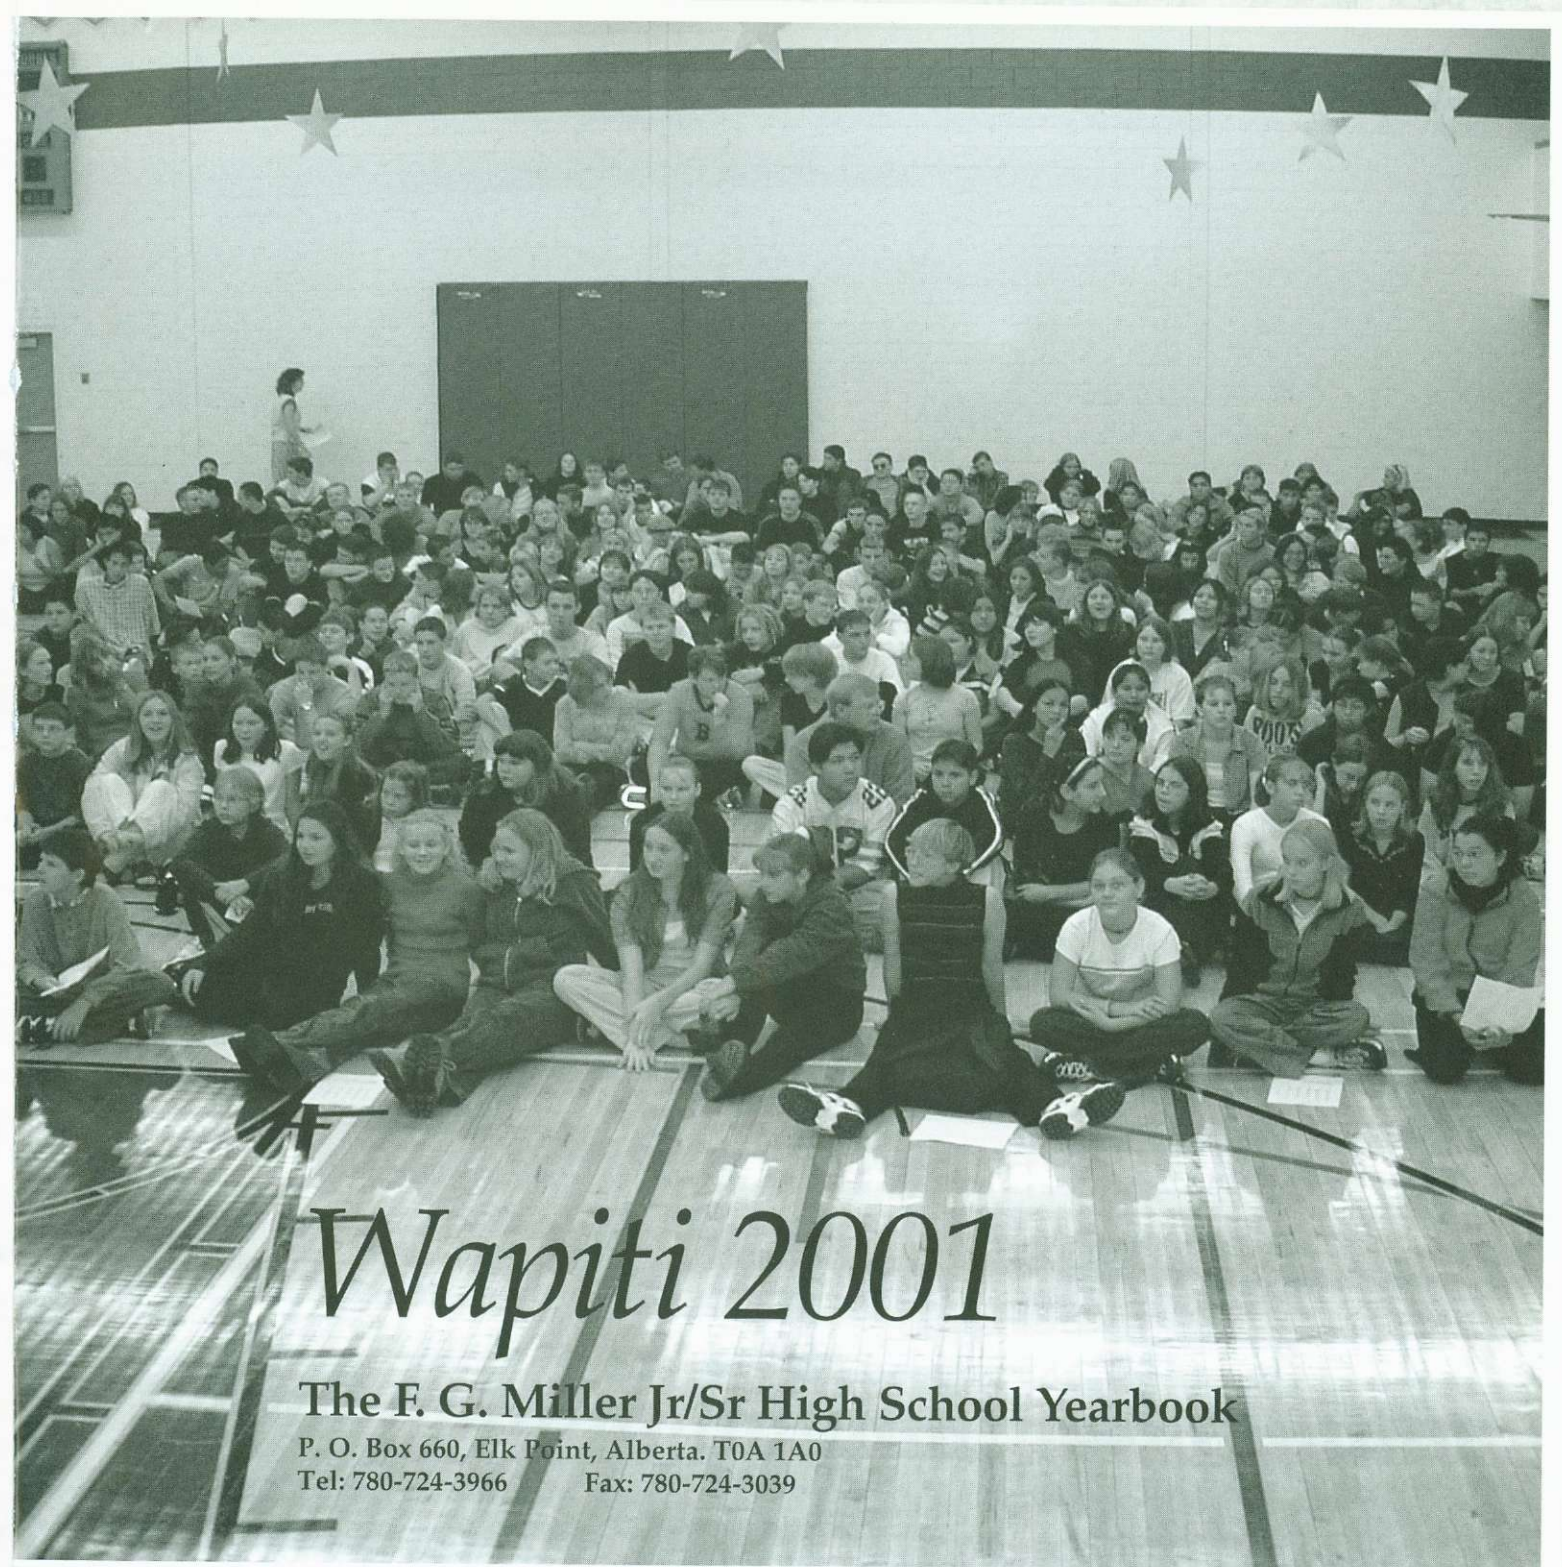 Wapiti 2001
The F. G. Miller Jr/Sr High School Yearbook
P. O. Box 660, Elk Point, Alberta. T0A 1A0
Tel: 780-724-3966 Fax: 780-724-3039
ROOTS